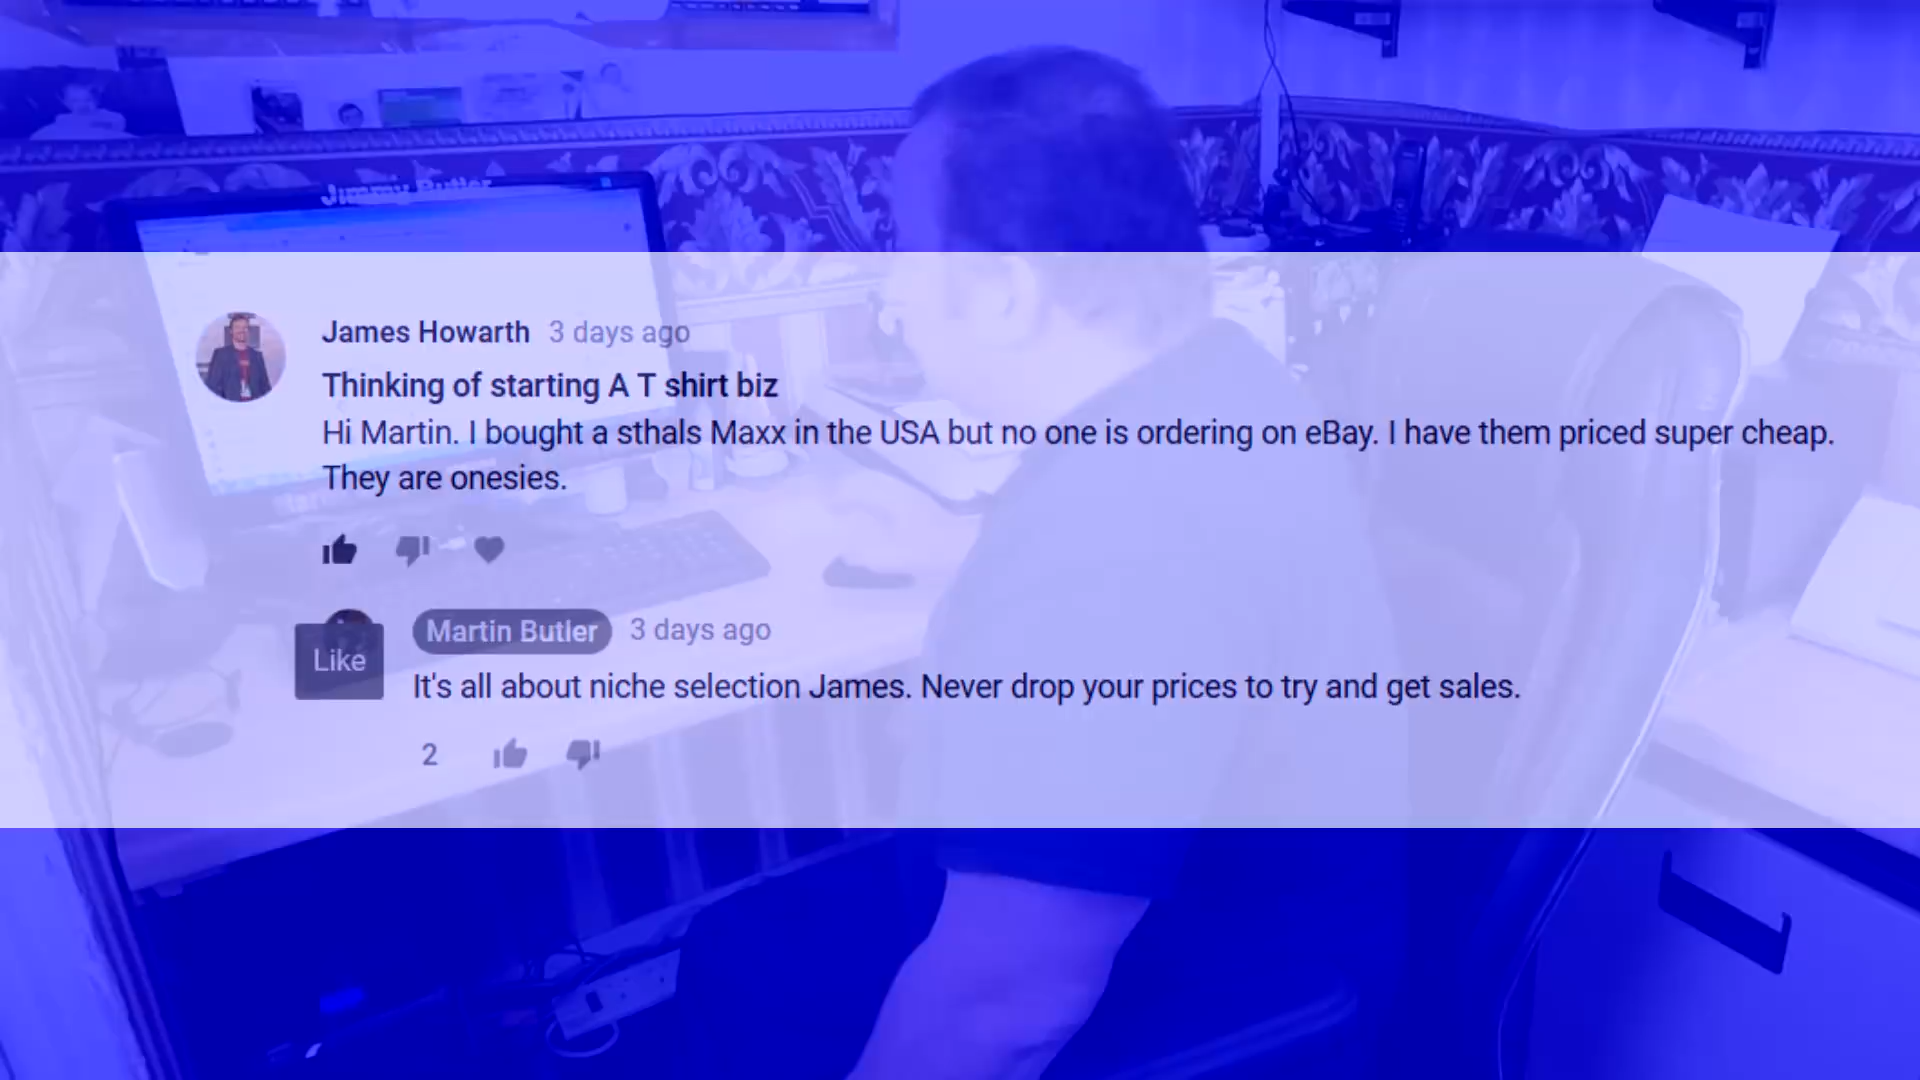 Jimmy Butler
James Howarth 3 days ago
Thinking of starting A T shirt biz
Hi Martin. I bought a sthals Maxx in the USA but no one is ordering on eBay. I have them priced super cheap.
They are onesies.
Martin Butler 3 days ago
Like
It's all about niche selection James. Never drop your prices to try and get sales.
2